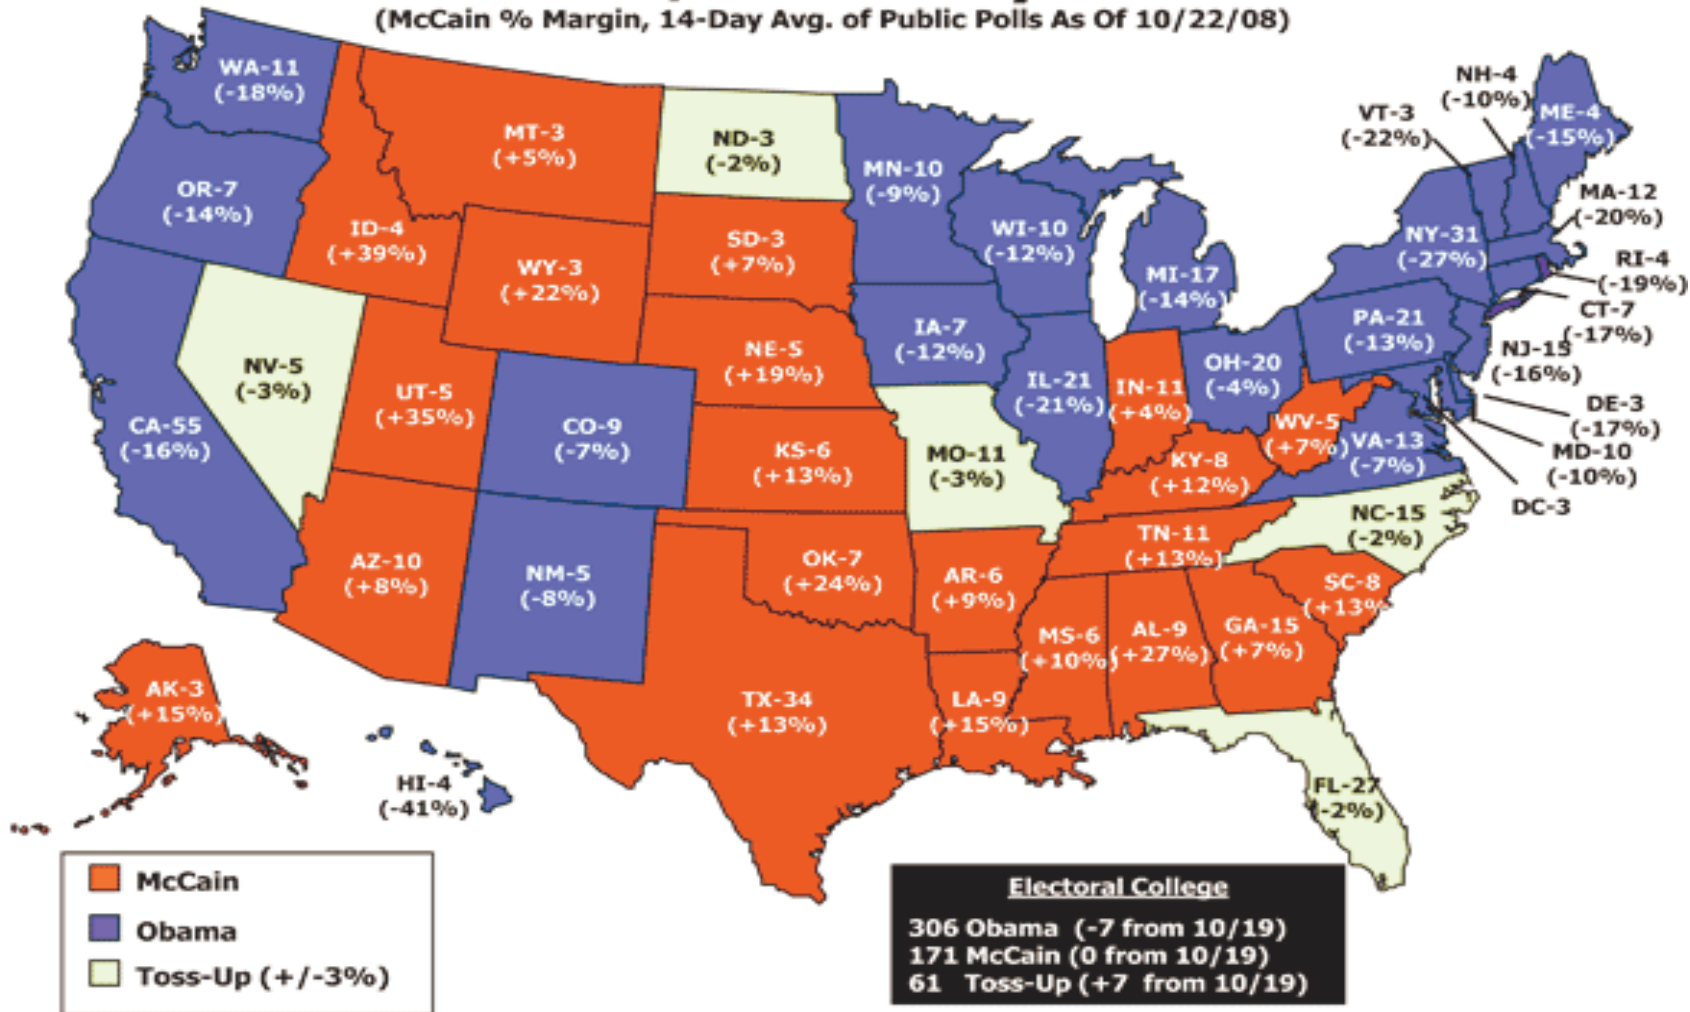 (McCain % Margin, 14-Day Avg. of Public Polls As Of 10/22/08)
WA-11
(-18%)
OR-7
(-14%)
CA-55
(-16%)
NV-5
(-3%)
ID-4
(+39%)
MT-3
(+5%)
WY-3
(+22%)
UT-5
(+35%)
AZ-10
(+8%)
CO-9
(-7%)
NM-5
(-8%)
ND-3
(-2%)
SD-3
(+7%)
NE-5
(+19%)
KS-6
(+13%)
OK-7
(+24%)
TX-34
(+13%)
MN-10
(-9%)
IA-7
(-12%)
MO-11
(-3%)
AR-6
(+9%)
LA-9
(+15%)
WI-10
(-12%)
IL-21
(-21%)
MI-17
(-14%)
IN-11
(+4%)
OH-20
(-4%)
KY-8
(+12%)
TN-11
(+13%)
MS-6
(+10%)
AL-9
(+27%)
GA-15
(+7%)
FL-27
(-2%)
SC-8
(+13%
NC-15
(-2%)
VA-13
(-7%)
WV-5
(+7%)
PA-21
(-13%)
NY-31
(-27%)
VT-3
(-22%)
NH-4
(-10%)
ME-4
(-15%)
MA-12
(-20%)
RI-4
(-19%)
CT-7
(-17%)
NJ-15
(-16%)
DE-3
(-17%)
MD-10
(-10%)
DC-3
AK-3
(+15%)
HI-4
(-41%)
McCain
Obama
Toss-Up (+/-3%)
Electoral College
306 Obama (-7 from 10/19)
171 McCain (0 from 10/19)
61 Toss-Up (+7 from 10/19)